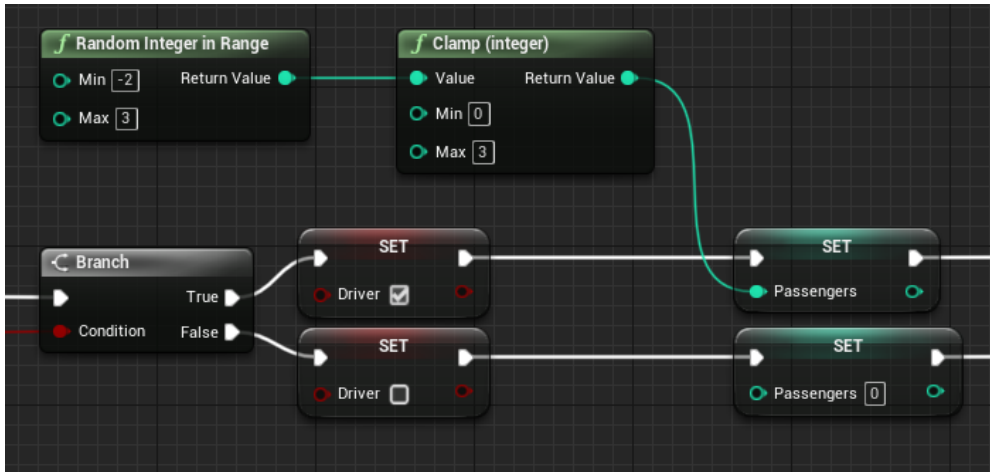 Random Integer in Range
Min -2 Return Value
Max 3
Clamp (integer)
Value Return Value
Min 0
Max 3
Branch
True
Condition False
SET
Driver
SET
Passengers
SET
Driver
SET
Passengers 0